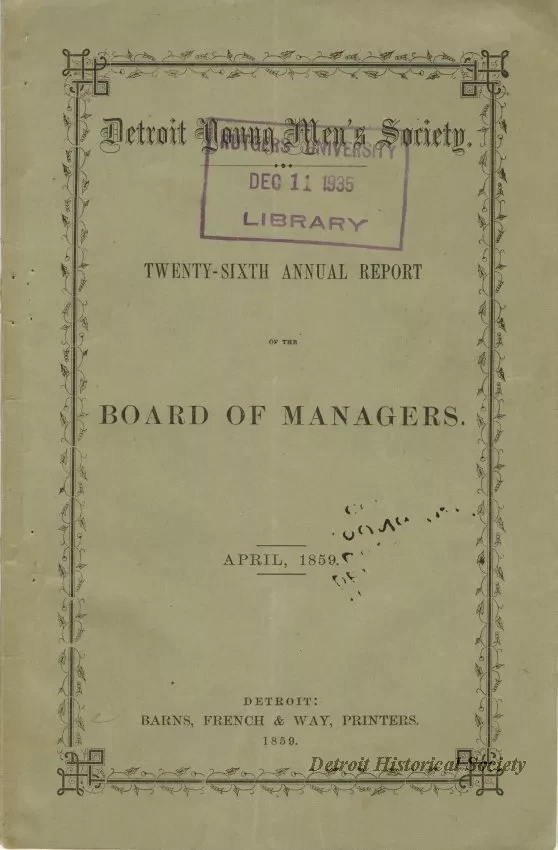 Detroit Young Men's Society.
RUTGERS UNIVERSITY
DEC 11 1935
LIBRARY
TWENTY-SIXTH ANNUAL REPORT
OF THE
BOARD OF MANAGERS.
APRIL, 1859.
DETROIT:
BARNS, FRENCH & WAY, PRINTERS.
1859.
Detroit Historical Society